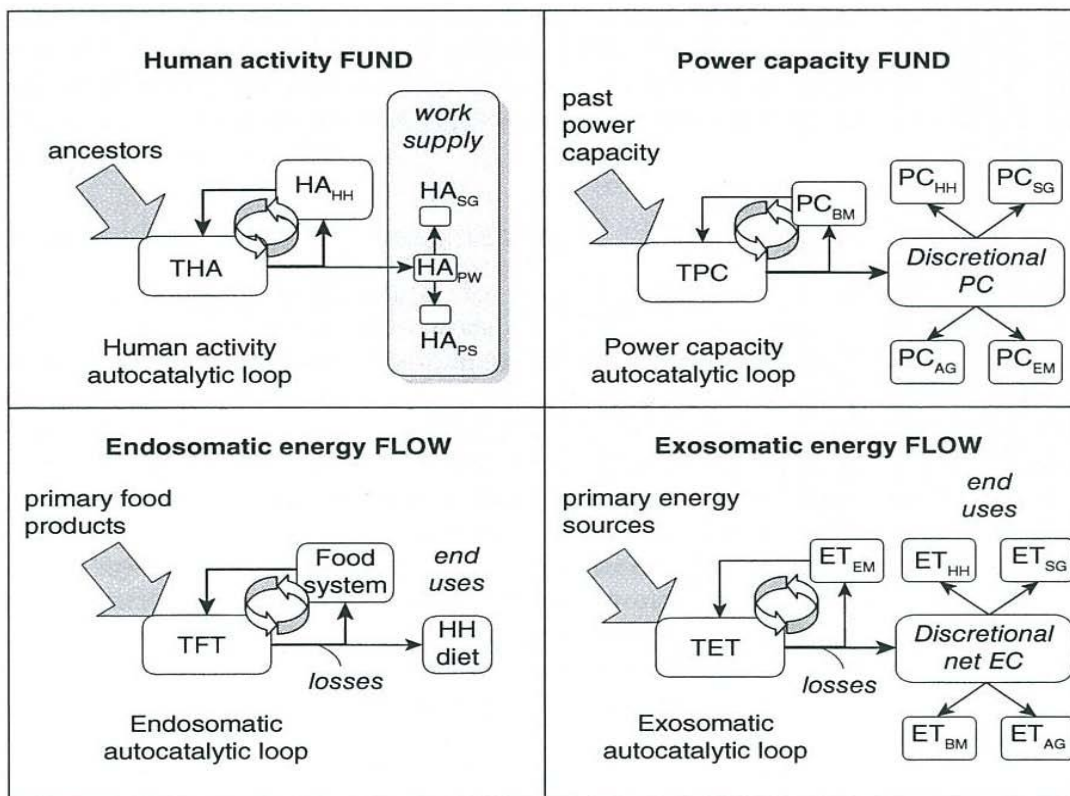 Human activity FUND
ancestors
HA_HH
THA
work
supply
HA_SG
HA_PW
HA_PS
Human activity
autocatalytic loop
Power capacity FUND
past
power
capacity
PC_BM
TPC
PC_HH
PC_SG
Discretional
PC
PC_AG
PC_EM
Power capacity
autocatalytic loop
Endosomatic energy FLOW
primary food
products
Food
system
TFT
losses
end
uses
HH
diet
Endosomatic
autocatalytic loop
Exosomatic energy FLOW
primary energy
sources
ET_EM
TET
losses
end
uses
ET_HH
ET_SG
Discretional
net EC
ET_BM
ET_AG
Exosomatic
autocatalytic loop